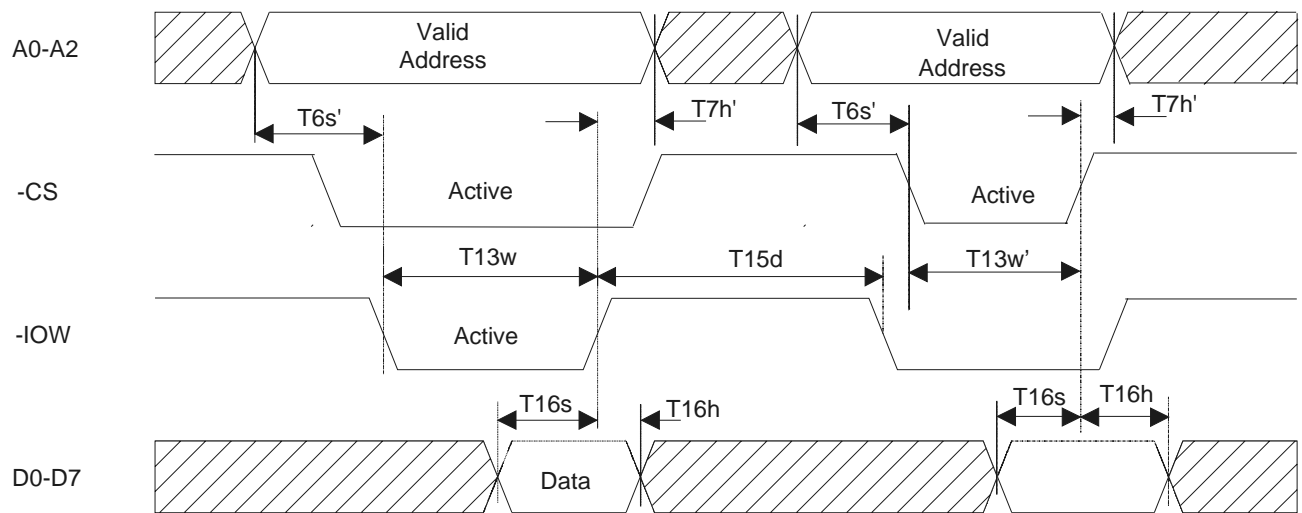 A0-A2
Valid
Address
Valid
Address
T6s'
T7h'
T6s'
T7h'
-CS
Active
Active
T13w
T15d
T13w’
-IOW
Active
T16s
T16h
T16s
T16h
D0-D7
Data